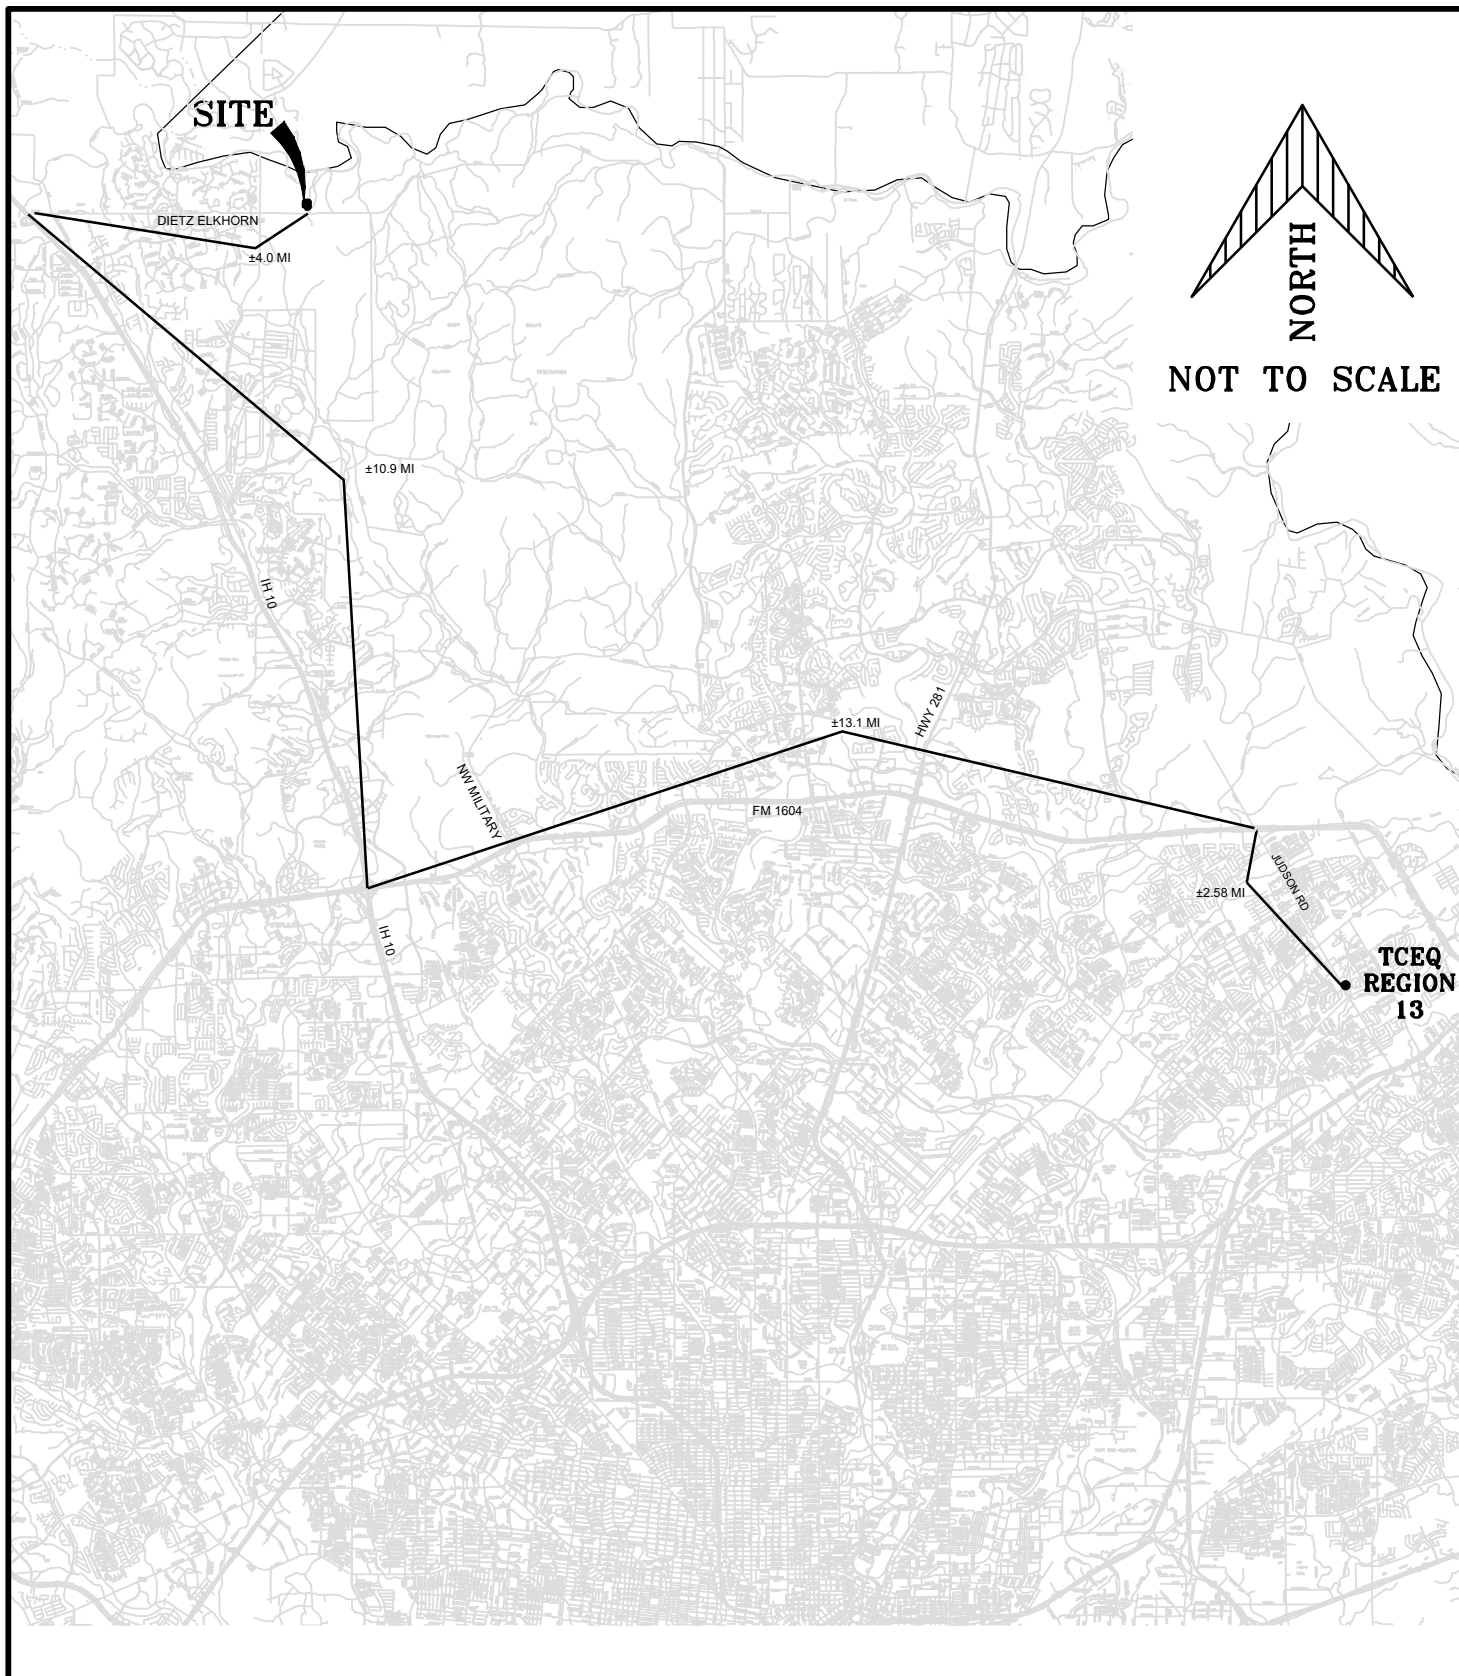 SITE
DIETZ ELKHORN
±4.0 MI
NORTH
NOT TO SCALE
±10.9 MI
IH 10
±13.1 MI
HWY 281
NW MILITARY
FM 1604
JUDSON RD
±2.58 MI
IH 10
TCEQ
REGION
13